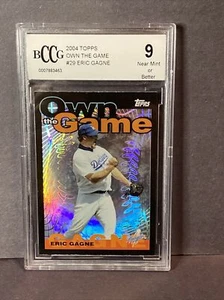 BCCG
2004 TOPPS
OWN THE GAME
#29 ERIC GAGNE
9
Near Mint
or
Better
Own
the Game
Topps
Dodgers
ERIC GAGNE